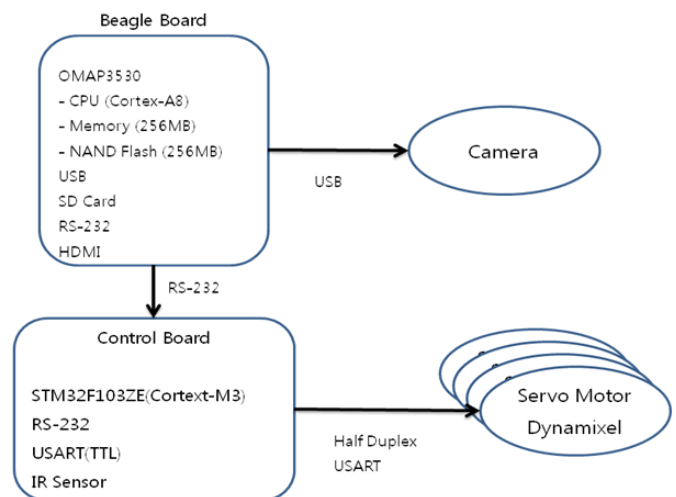 Beagle Board
OMAP3530
- CPU (Cortex-A8)
- Memory (256MB)
- NAND Flash (256MB)
USB
SD Card
RS-232
HDMI
USB
Camera
RS-232
Control Board
STM32F103ZE(Cortext-M3)
RS-232
USART(TTL)
IR Sensor
Half Duplex
USART
Servo Motor
Dynamixel